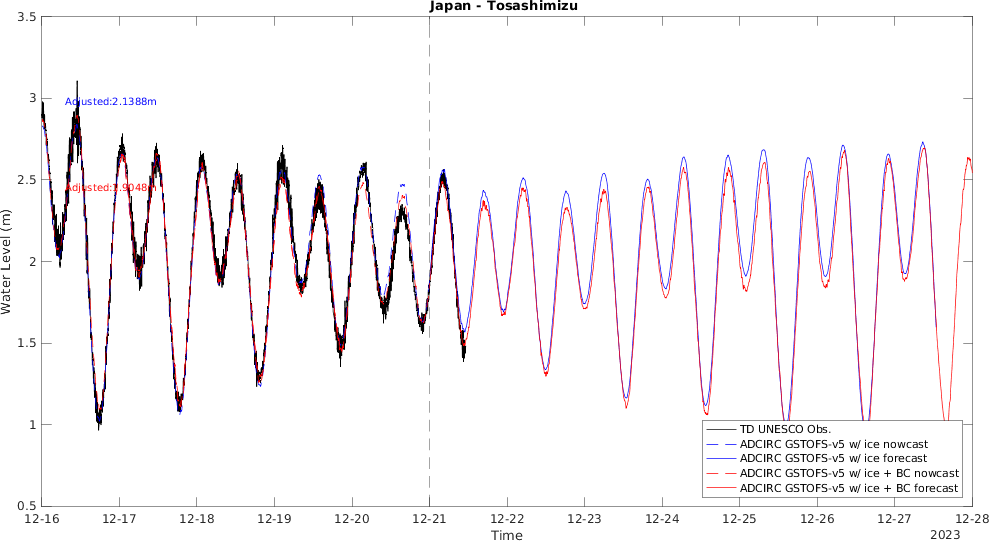 Japan - Tosashimizu
3.5
3
2.5
2
1.5
1
0.5
Water Level (m)
Adjusted:2.1388m
Adjusted:1.9048m
TD UNESCO Obs.
ADCIRC GSTOFS-v5 w/ ice nowcast
ADCIRC GSTOFS-v5 w/ ice forecast
ADCIRC GSTOFS-v5 w/ ice + BC nowcast
ADCIRC GSTOFS-v5 w/ ice + BC forecast
12-16 12-17 12-18 12-19 12-20 12-21 12-22 12-23 12-24 12-25 12-26 12-27 12-28
Time
2023